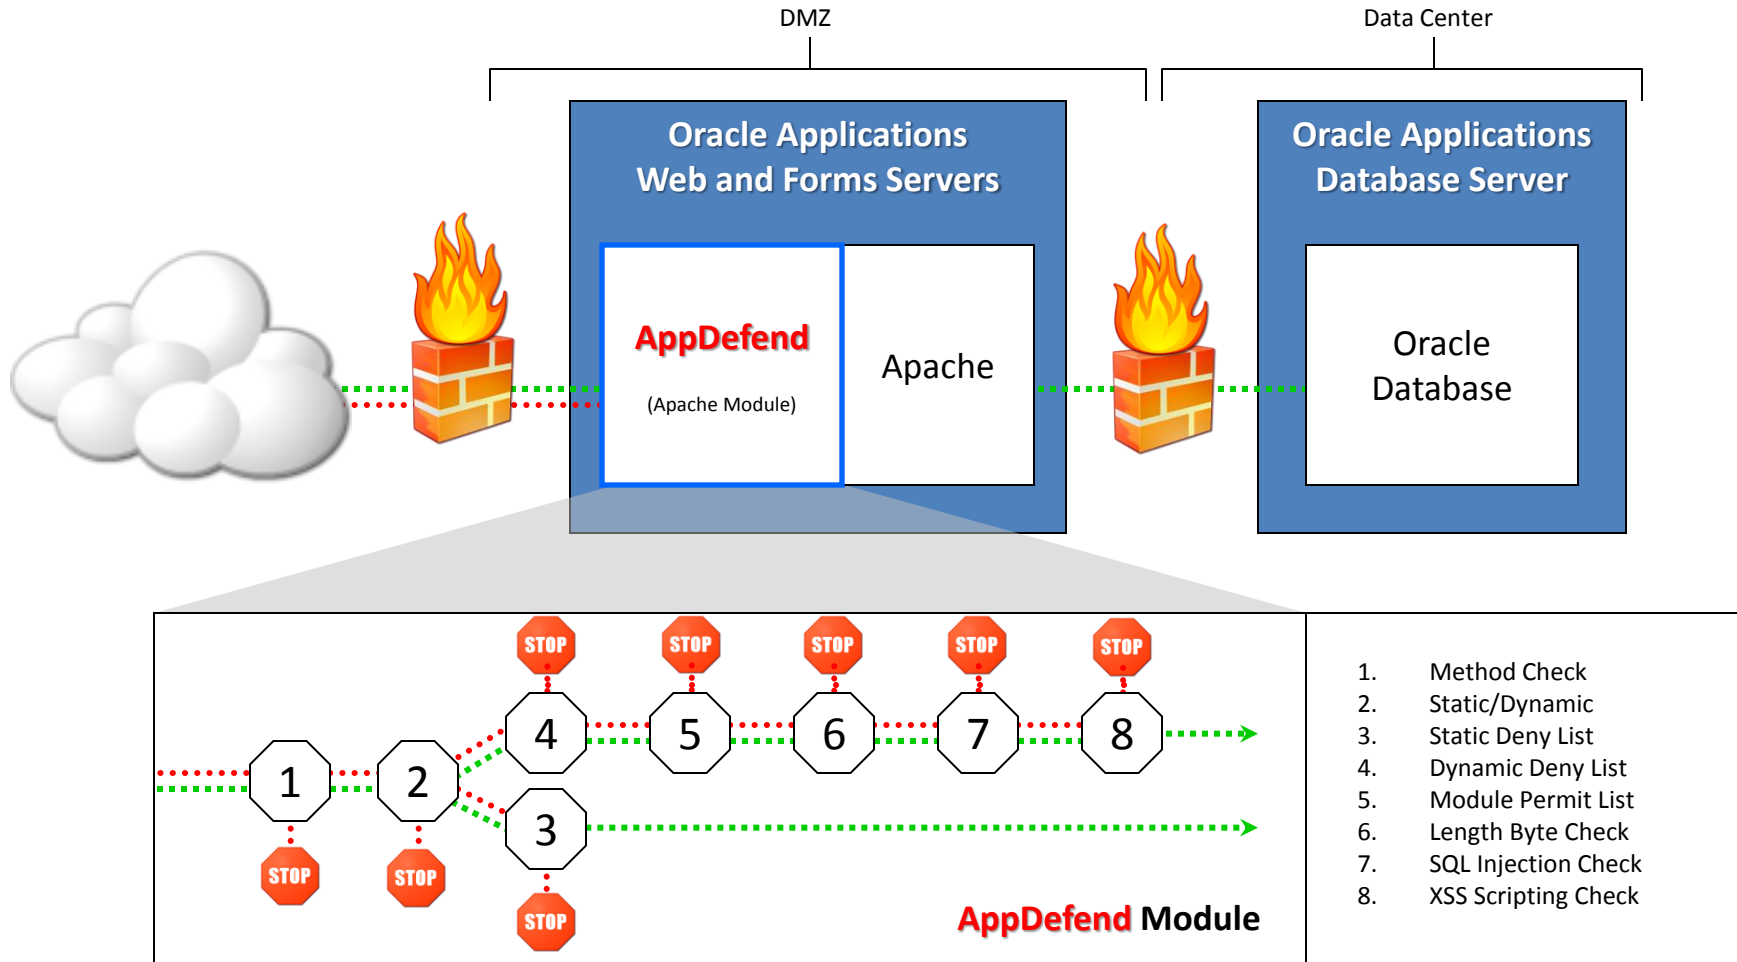 DMZ
Data Center
Oracle Applications
Web and Forms Servers
Oracle Applications
Database Server
AppDefend
(Apache Module)
Apache
Oracle
Database
STOP
STOP
STOP
STOP
STOP
4
5
6
7
8
1
2
3
STOP
STOP
STOP
AppDefend Module
1. Method Check
2. Static/Dynamic
3. Static Deny List
4. Dynamic Deny List
5. Module Permit List
6. Length Byte Check
7. SQL Injection Check
8. XSS Scripting Check